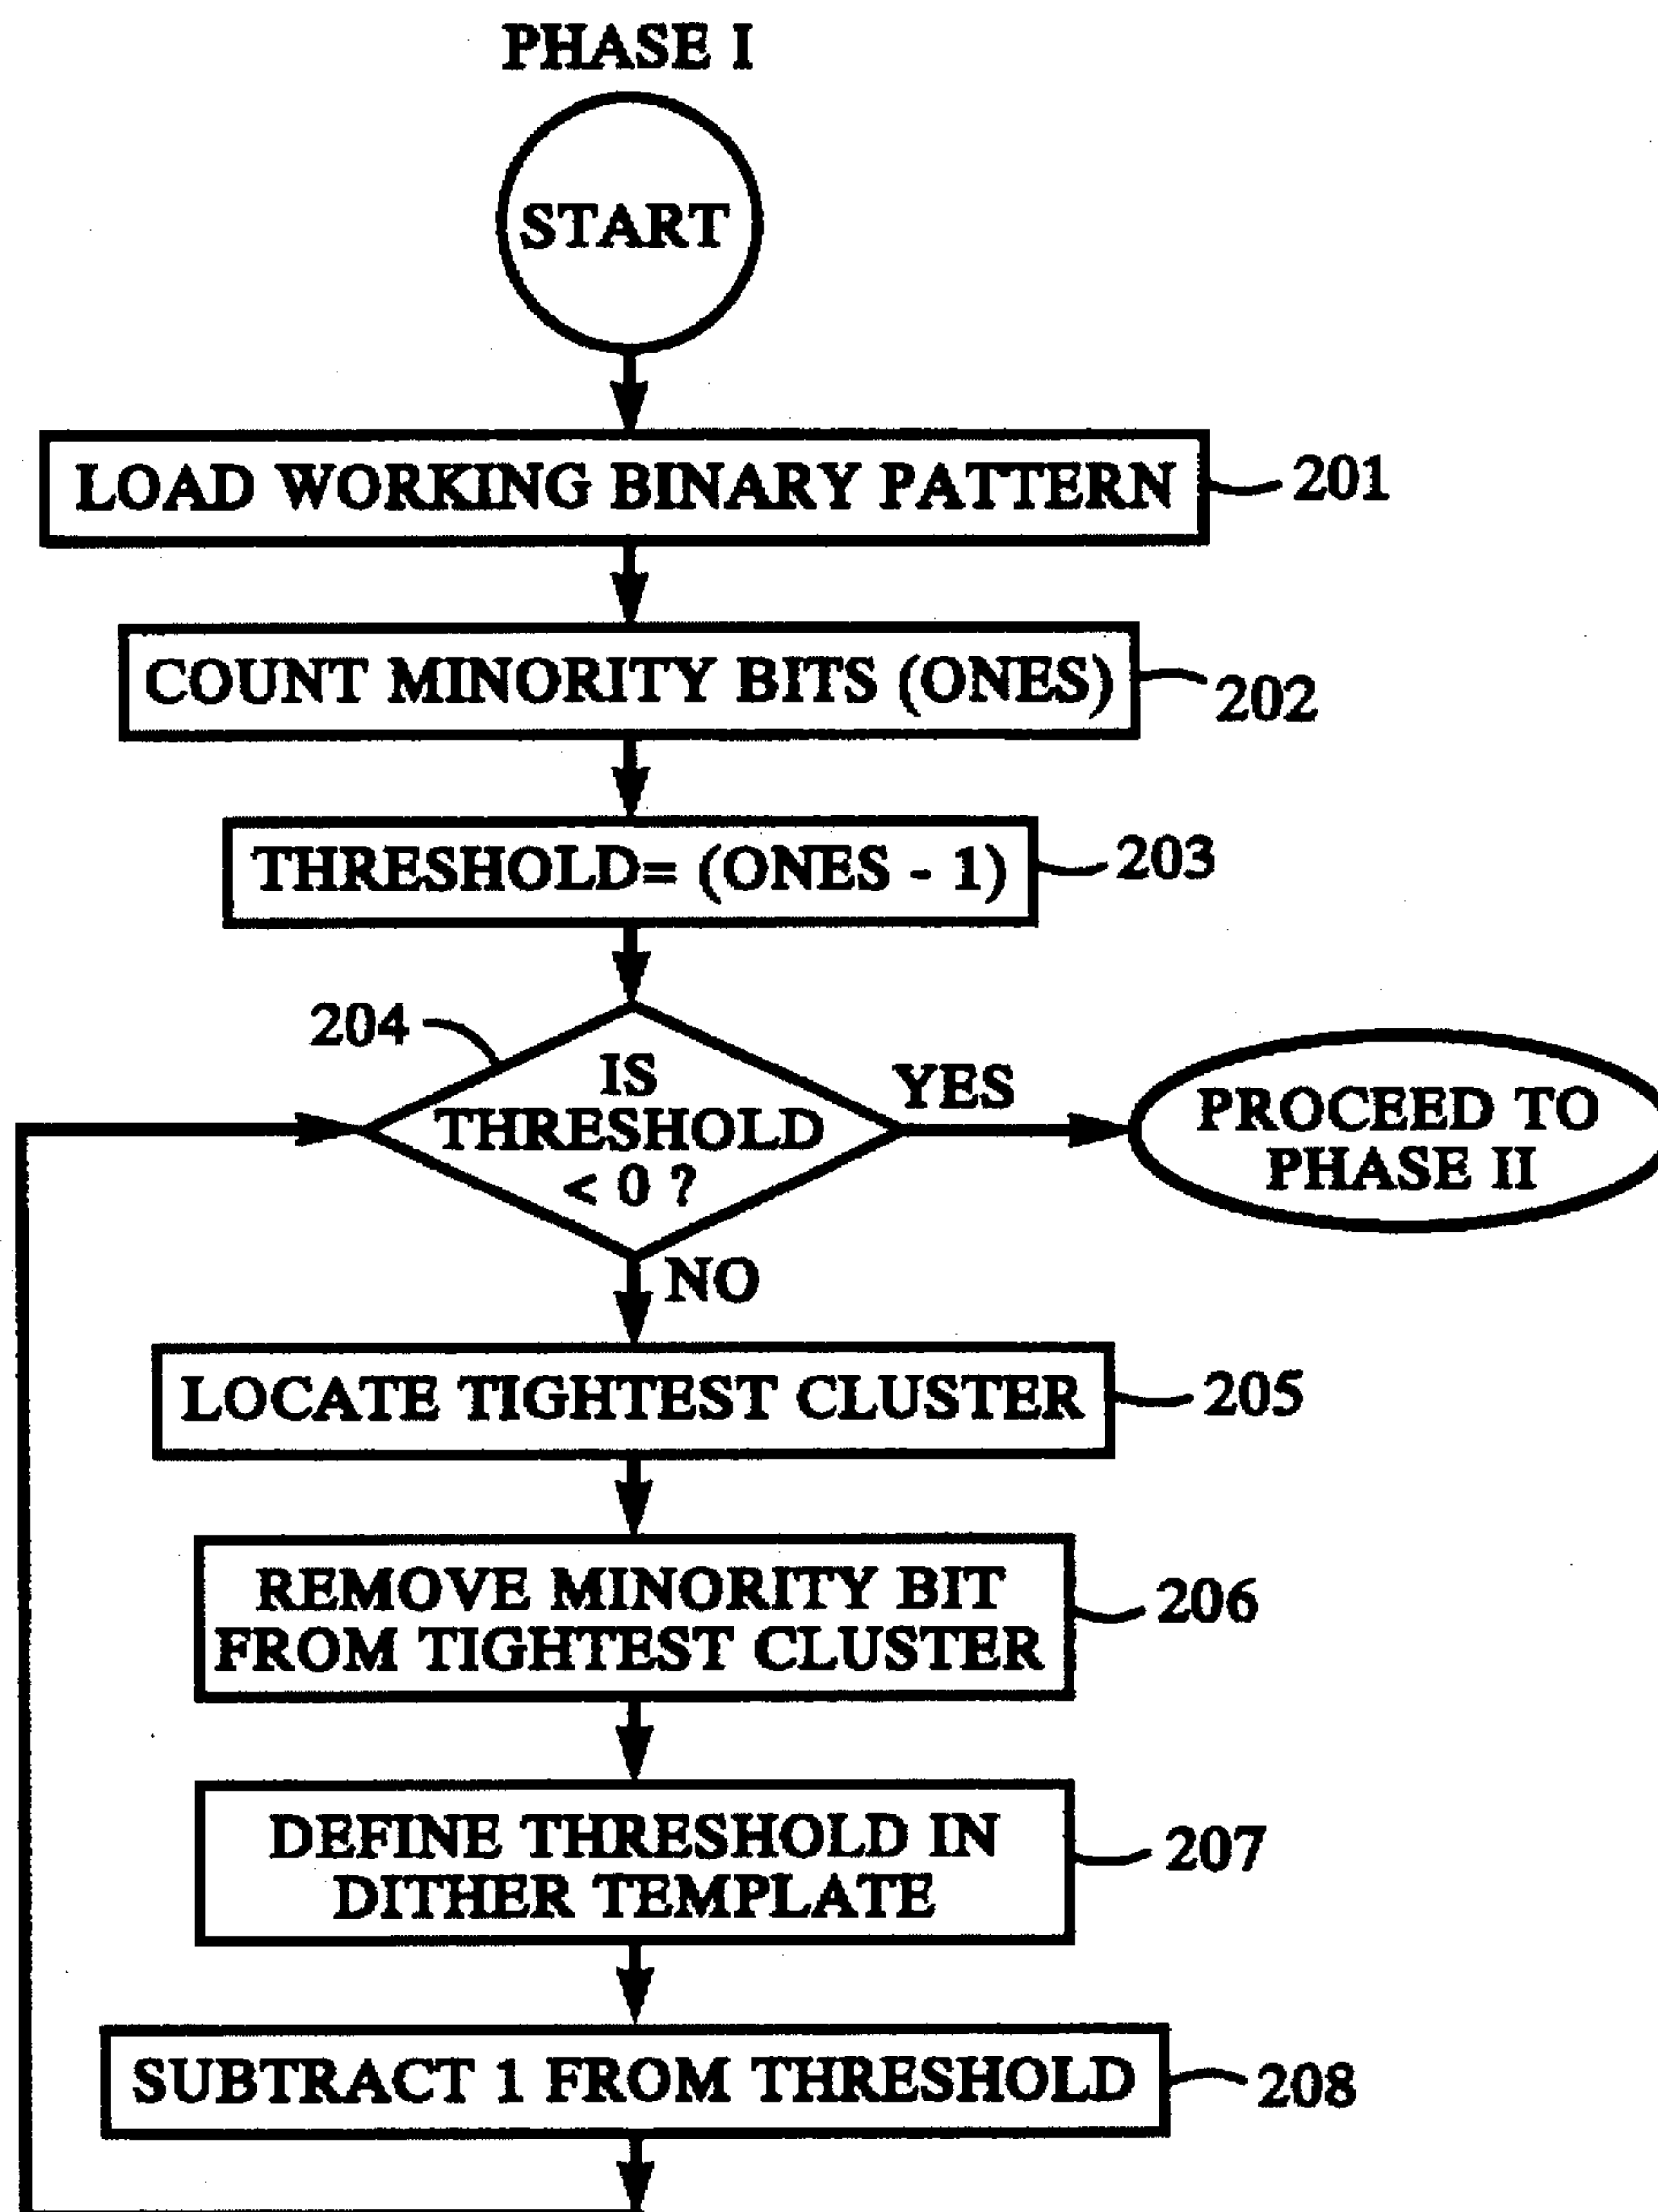 PHASE I
START
LOAD WORKING BINARY PATTERN
201
COUNT MINORITY BITS (ONES)
202
THRESHOLD= (ONES - 1)
203
204
IS
THRESHOLD
< 0 ?
YES
PROCEED TO
PHASE II
NO
LOCATE TIGHTEST CLUSTER
205
REMOVE MINORITY BIT
FROM TIGHTEST CLUSTER
206
DEFINE THRESHOLD IN
DITHER TEMPLATE
207
SUBTRACT 1 FROM THRESHOLD
208